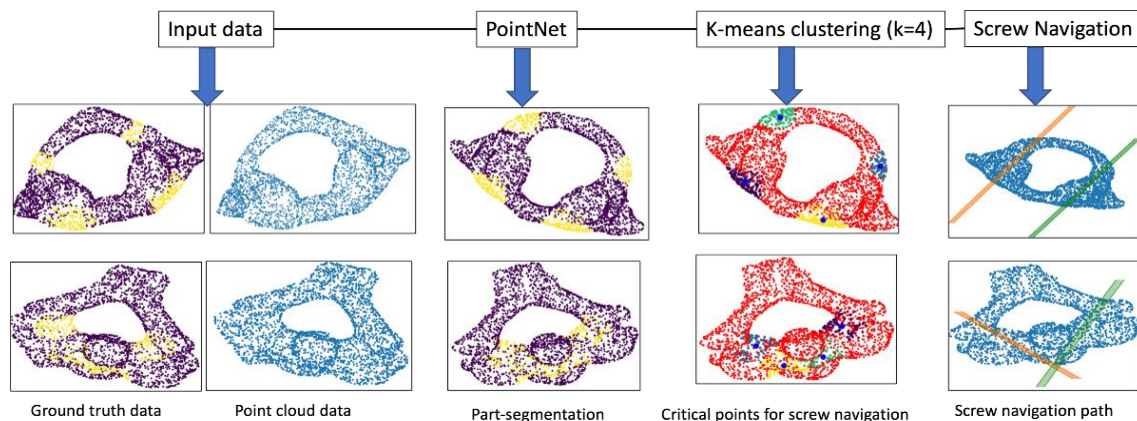 Input data
PointNet
K-means clustering (k=4)
Screw Navigation
Ground truth data
Point cloud data
Part-segmentation
Critical points for screw navigation
Screw navigation path